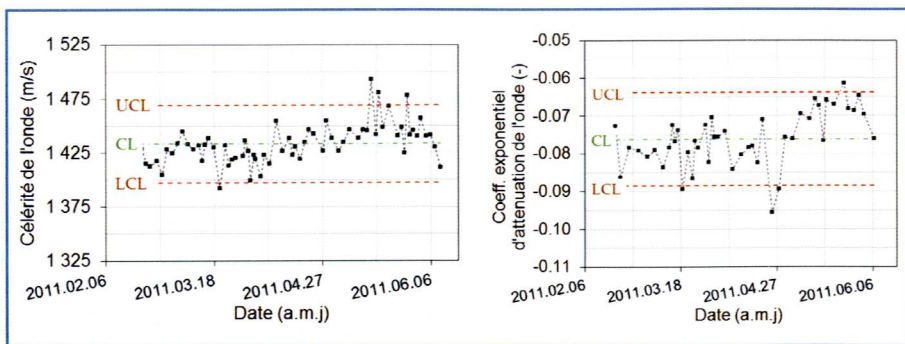 1 525
1 475
1 425
1 375
1 325
Célérité de l'onde (m/s)
UCL
CL
LCL
2011.02.06
2011.03.18
2011.04.27
2011.06.06
Date (a.m.j)
-0.05
-0.06
-0.07
-0.08
-0.09
-0.10
-0.11
Coeff. exponentiel
d'attenuation de l'onde (-)
UCL
CL
LCL
2011.02.06
2011.03.18
2011.04.27
2011.06.06
Date (a.m.j)